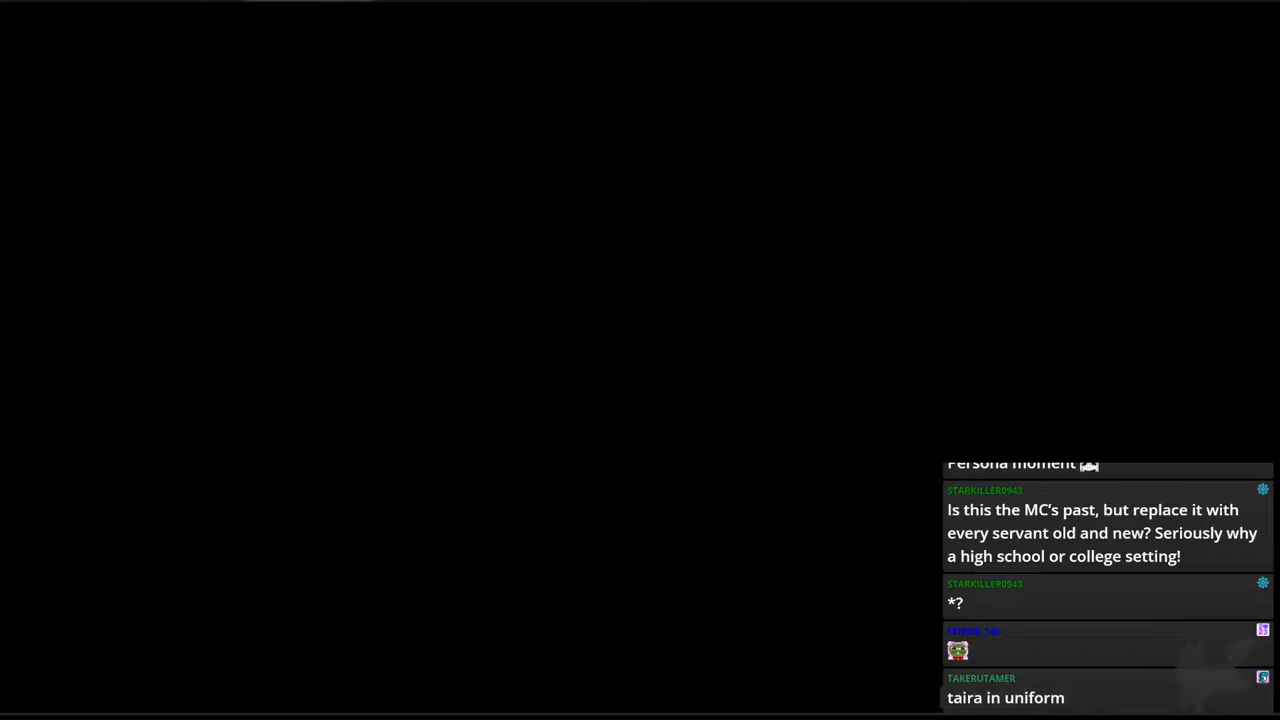 Persona moment
STARKILLER0943
Is this the MC’s past, but replace it with
every servant old and new? Seriously why
a high school or college setting!
STARKILLER0943
*?
TAKERUTAMER
taira in uniform